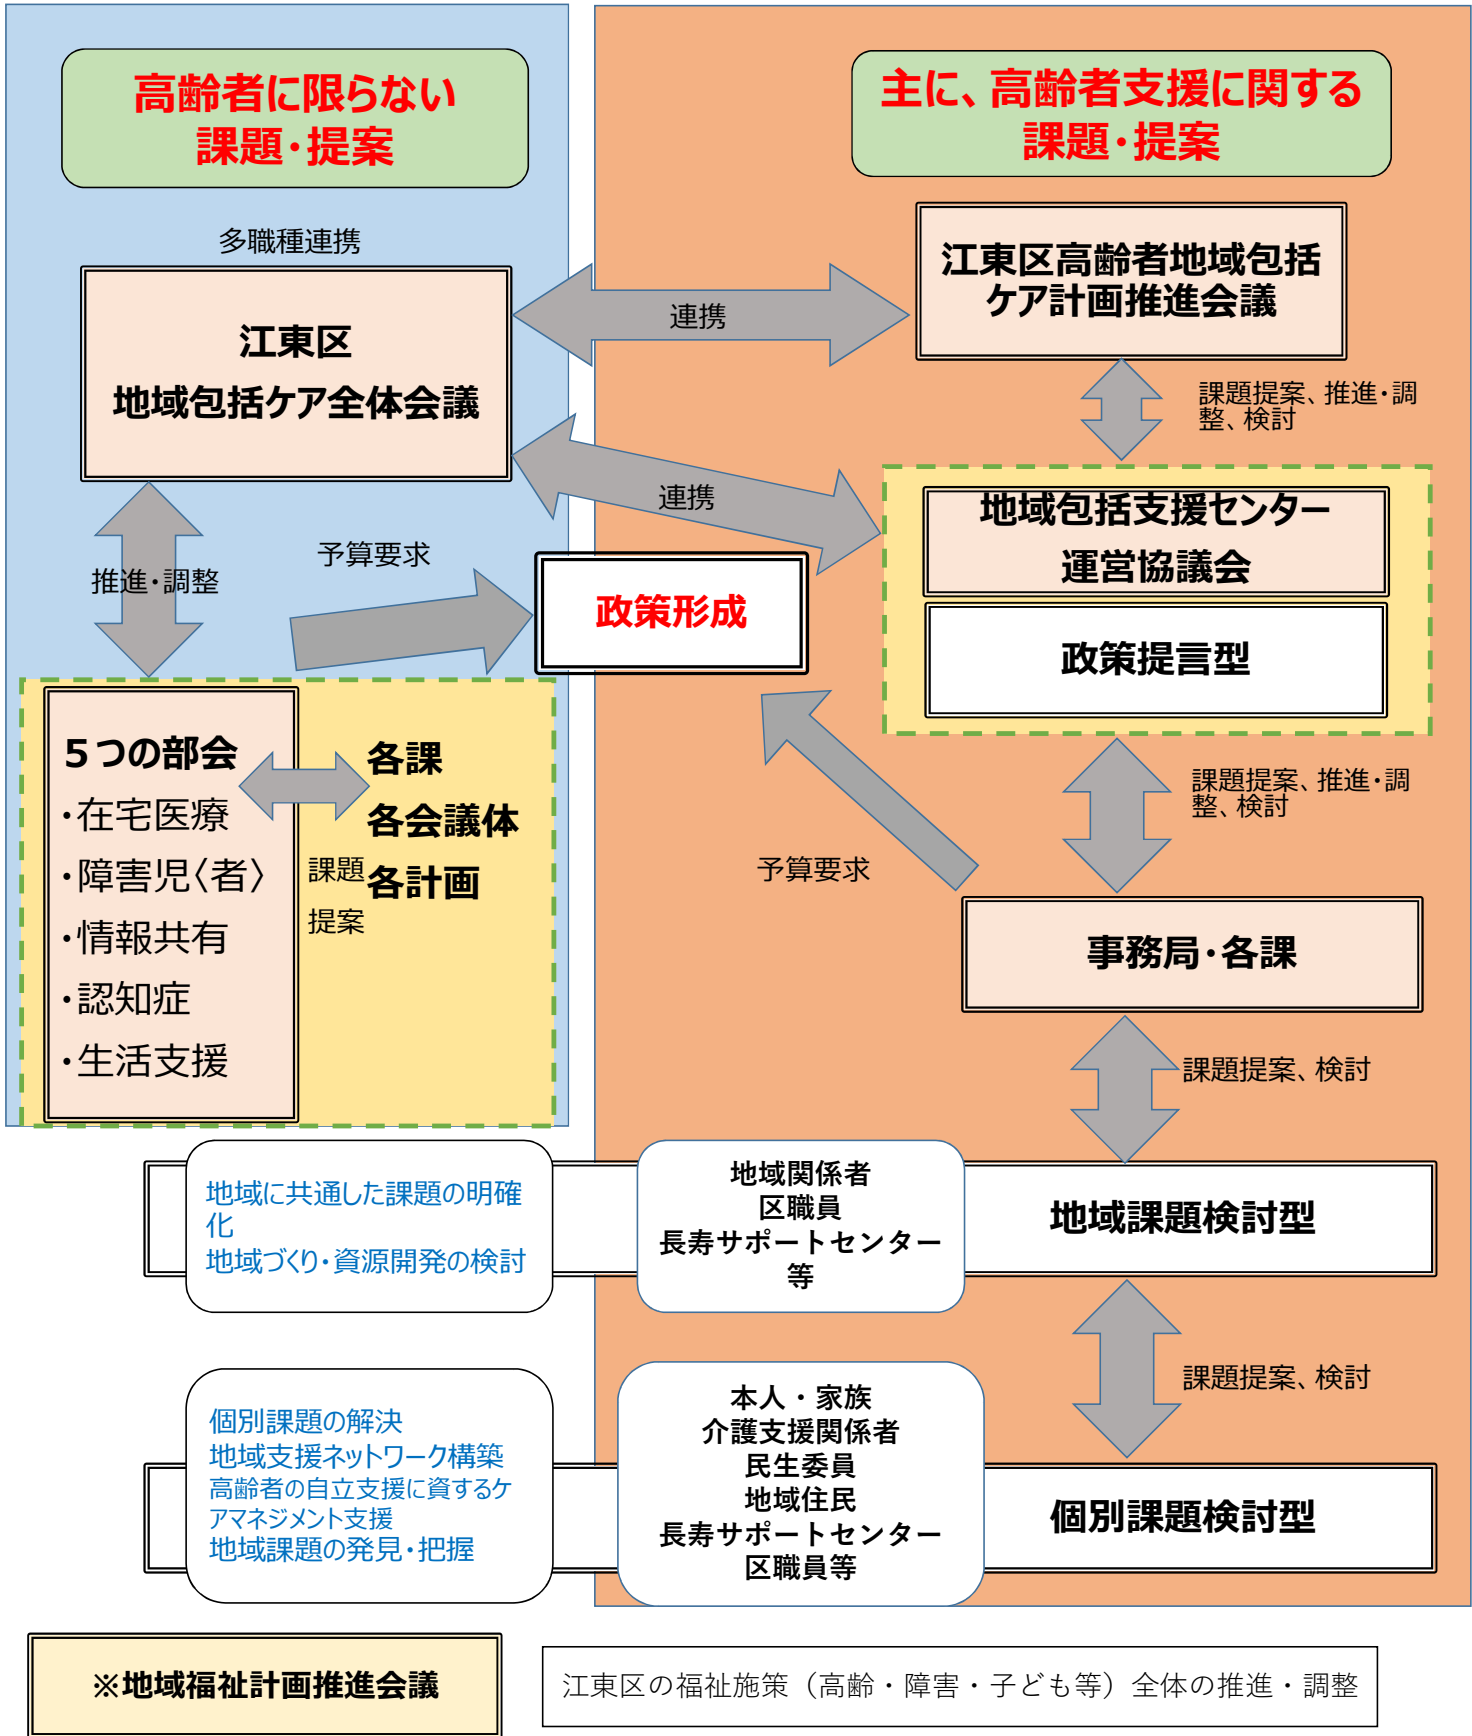 高齢者に限らない
課題・提案
主に、高齢者支援に関する
課題・提案
多職種連携
江東区
地域包括ケア全体会議
連携
江東区高齢者地域包括
ケア計画推進会議
課題提案、推進・調
整、検討
連携
地域包括支援センター
運営協議会
政策提言型
推進・調整
予算要求
政策形成
５つの部会
・在宅医療
・障害児〈者〉
・情報共有
・認知症
・生活支援
課題
提案
各課
各会議体
各計画
課題提案、推進・調
整、検討
予算要求
事務局・各課
課題提案、検討
地域に共通した課題の明確
化
地域づくり・資源開発の検討
地域関係者
区職員
長寿サポートセンター
等
地域課題検討型
課題提案、検討
個別課題の解決
地域支援ネットワーク構築
高齢者の自立支援に資するケ
アマネジメント支援
地域課題の発見・把握
本人・家族
介護支援関係者
民生委員
地域住民
長寿サポートセンター
区職員等
個別課題検討型
※地域福祉計画推進会議
江東区の福祉施策（高齢・障害・子ども等）全体の推進・調整